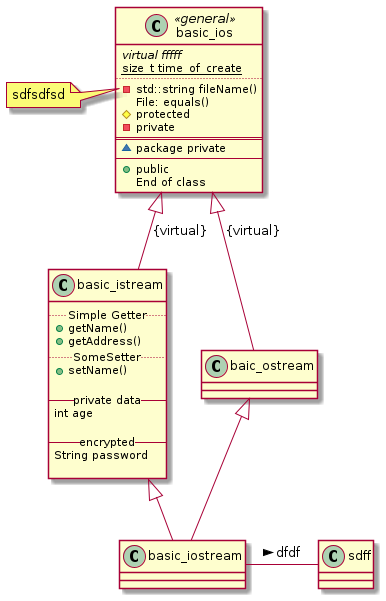 C «general»
basic_ios
virtual fffff
size_t time_of_create
sdfsdfsd
std::string fileName()
File: equals()
protected
private
package private
public
End of class
{virtual}
{virtual}
C basic_istream
Simple Getter
getName()
getAddress()
SomeSetter
setName()
private data
int age
encrypted
String password
C baic_ostream
C basic_iostream
dfdf
C sdff